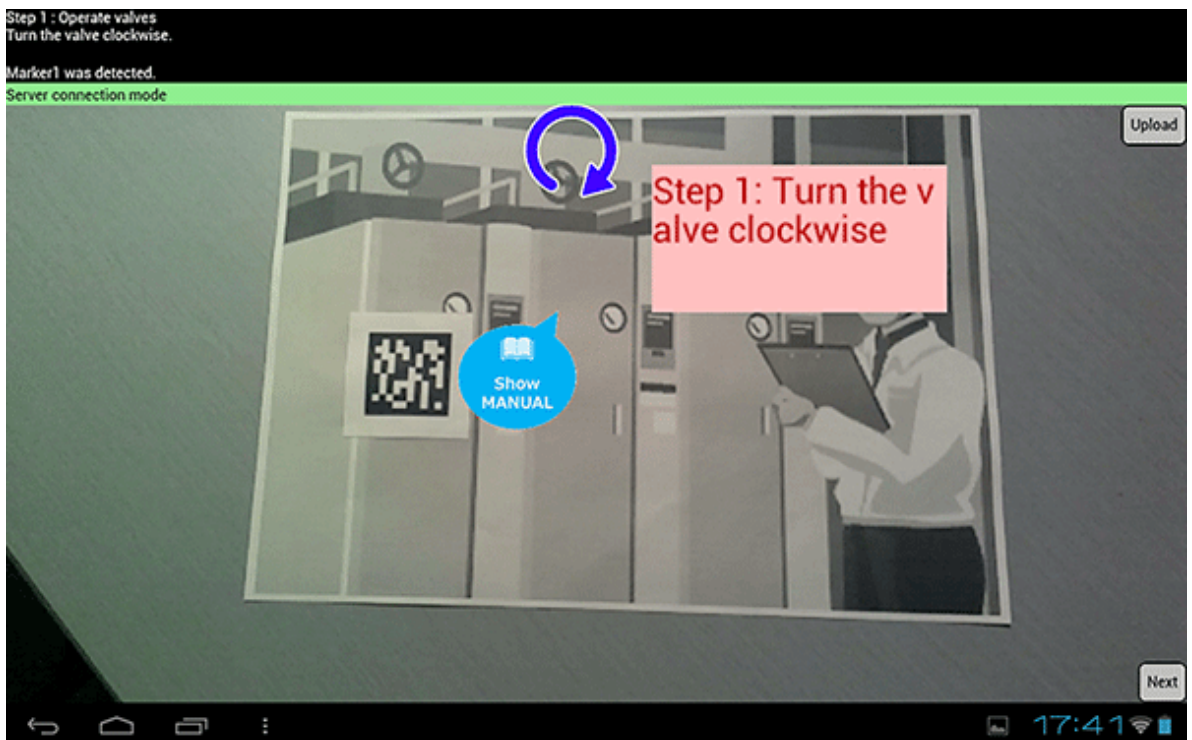 Step 1 : Operate valves
Turn the valve clockwise.
Marker1 was detected.
Server connection mode
Upload
Step 1: Turn the v
alve clockwise
Show
MANUAL
Next
17:41